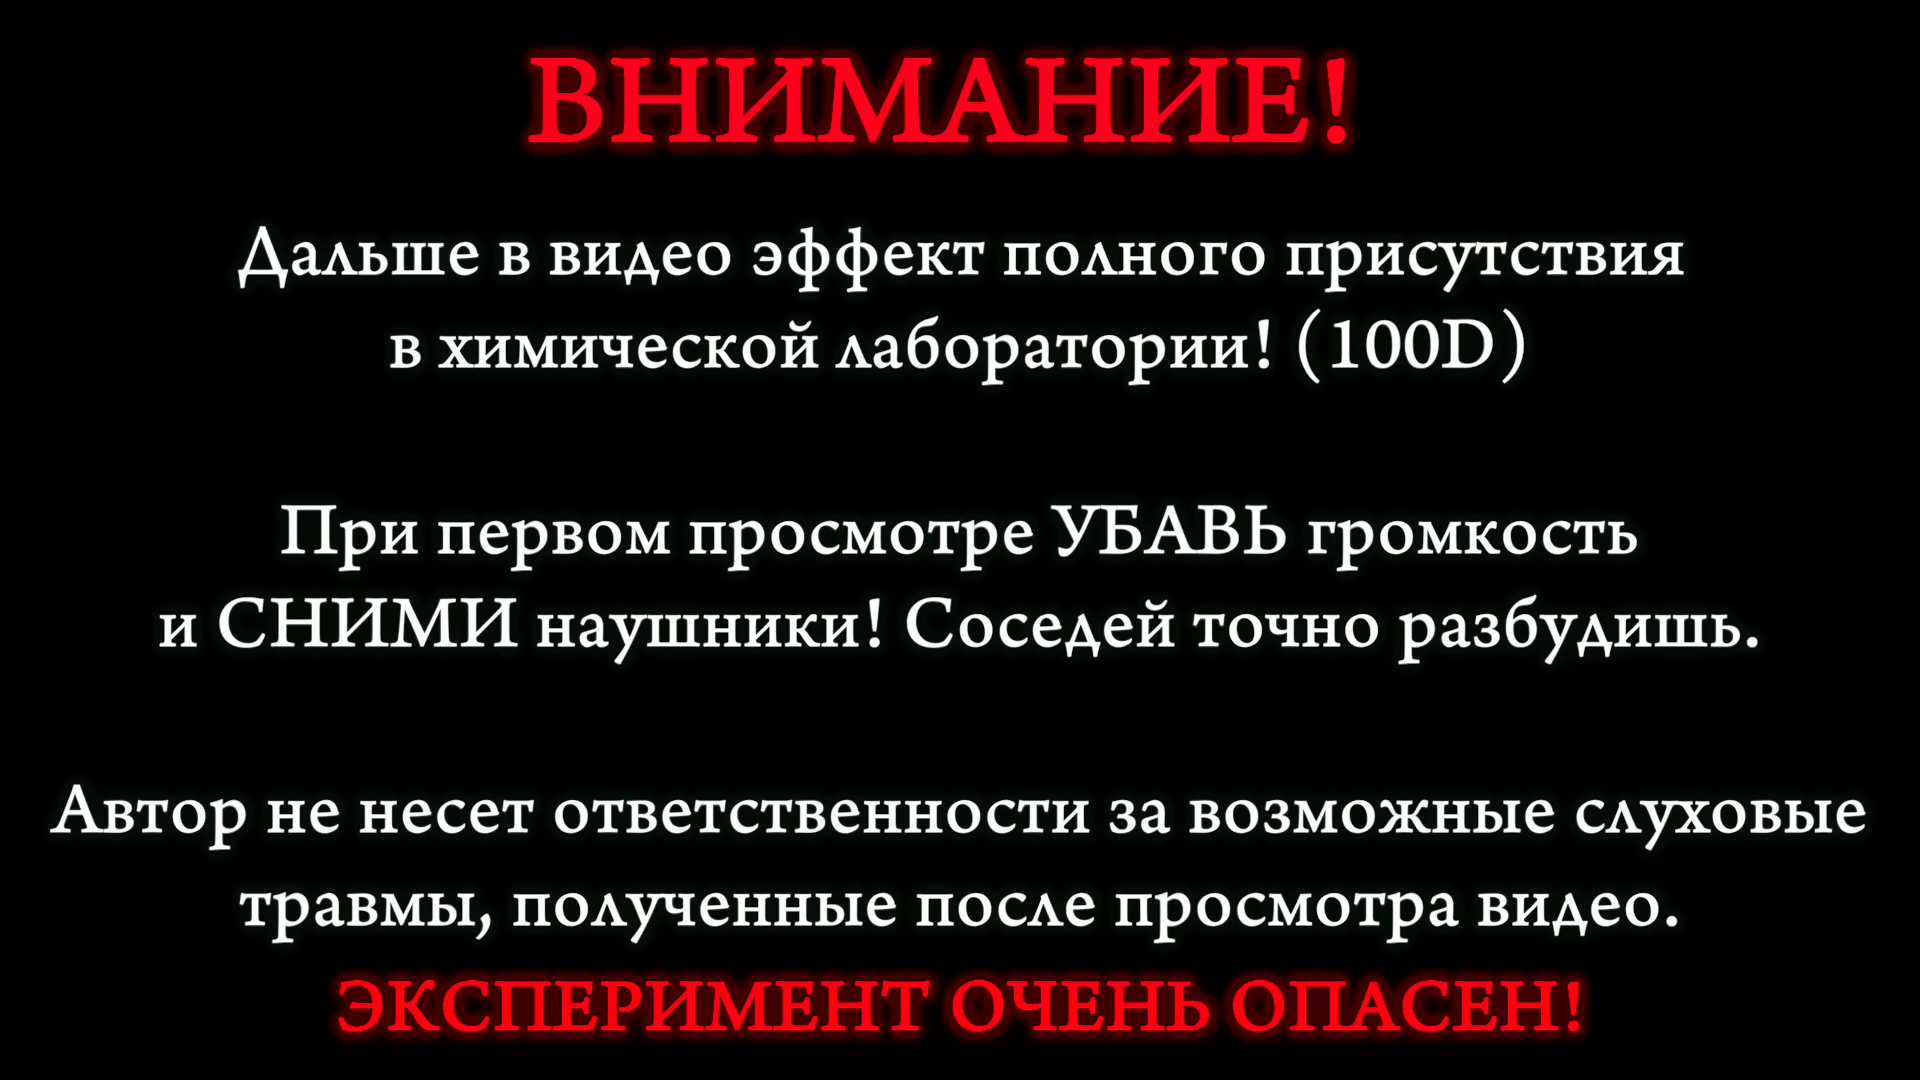 ВНИМАНИЕ!
Дальше в видео эффект полного присутствия
в химической лаборатории! (100D)
При первом просмотре УБАВЬ громкость
и СНИМИ наушники! Соседей точно разбудишь.
Автор не несет ответственности за возможные слуховые
травмы, полученные после просмотра видео.
ЭКСПЕРИМЕНТ ОЧЕНЬ ОПАСЕН!